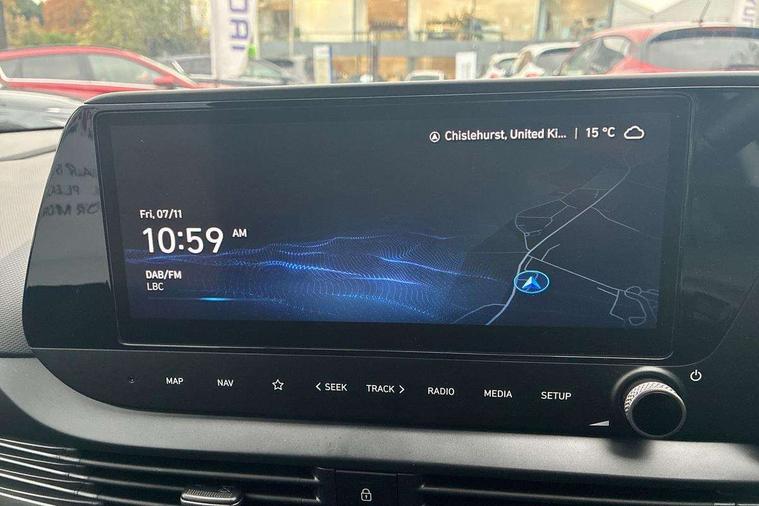 Chislehurst, United Ki... | 15 °C
Fri, 07/11
10:59 AM
DAB/FM
LBC
MAP NAV SEEK TRACK RADIO MEDIA SETUP